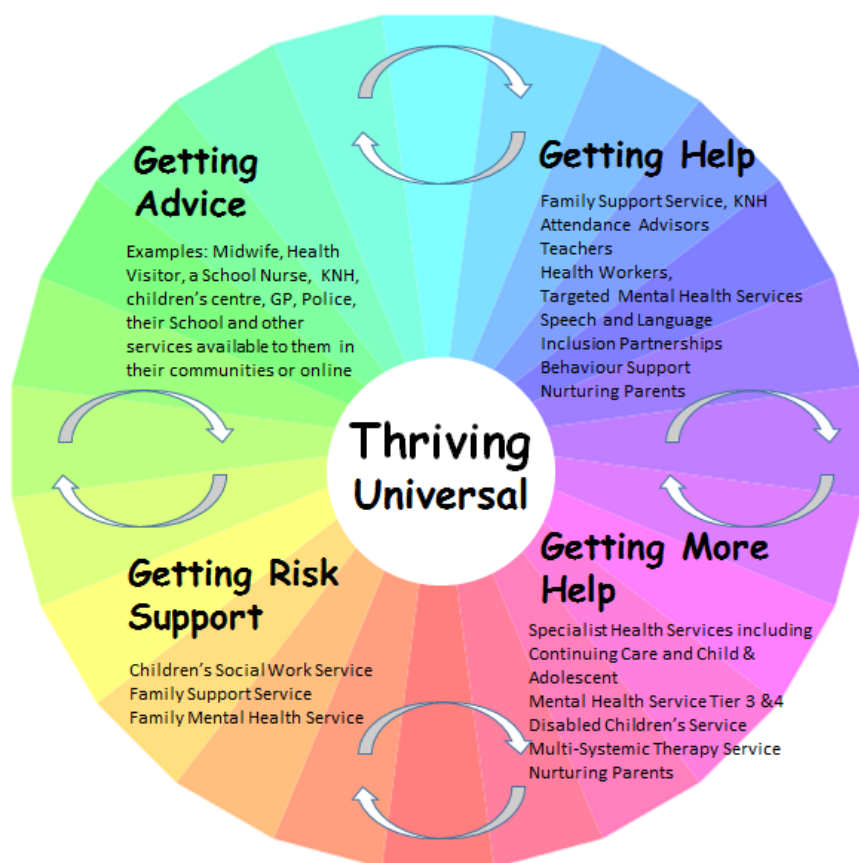 Getting
Advice
Examples: Midwife, Health
Visitor, a School Nurse, KNH,
children's centre, GP, Police,
their School and other
services available to them in
their communities or online
Getting Help
Family Support Service, KNH
Attendance Advisors
Teachers
Health Workers,
Targeted Mental Health Services
Speech and Language
Inclusion Partnerships
Behaviour Support
Nurturing Parents
Thriving
Universal
Getting Risk
Support
Children's Social Work Service
Family Support Service
Family Mental Health Service
Getting More
Help
Specialist Health Services including
Continuing Care and Child &
Adolescent
Mental Health Service Tier 3 &4
Disabled Children's Service
Multi-Systemic Therapy Service
Nurturing Parents